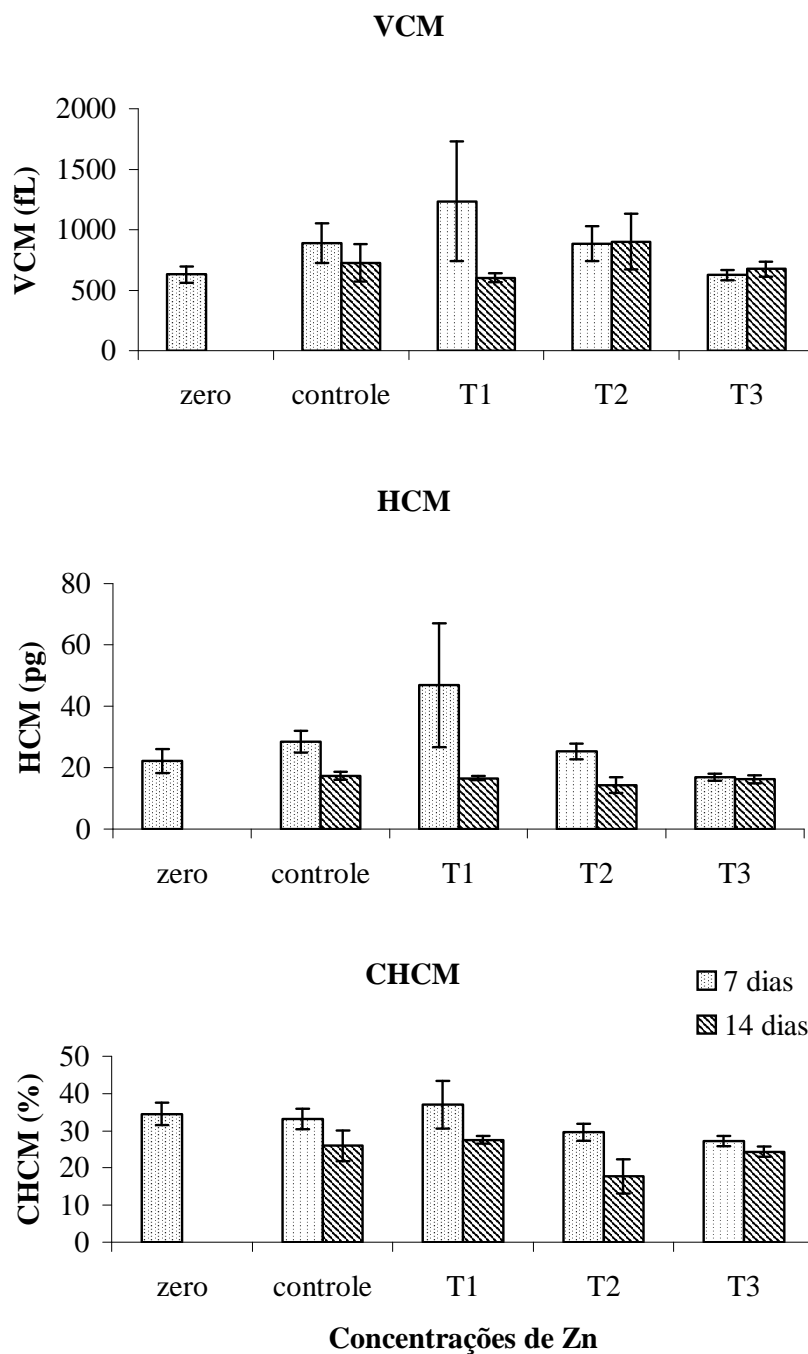 VCM
2000
1500
1000
500
0
VCM (fL)
zero controle T1 T2 T3
HCM
80
60
40
20
0
HCM (pg)
zero controle T1 T2 T3
CHCM
7 dias
14 dias
50
40
30
20
10
0
CHCM (%)
zero controle T1 T2 T3
Concentrações de Zn